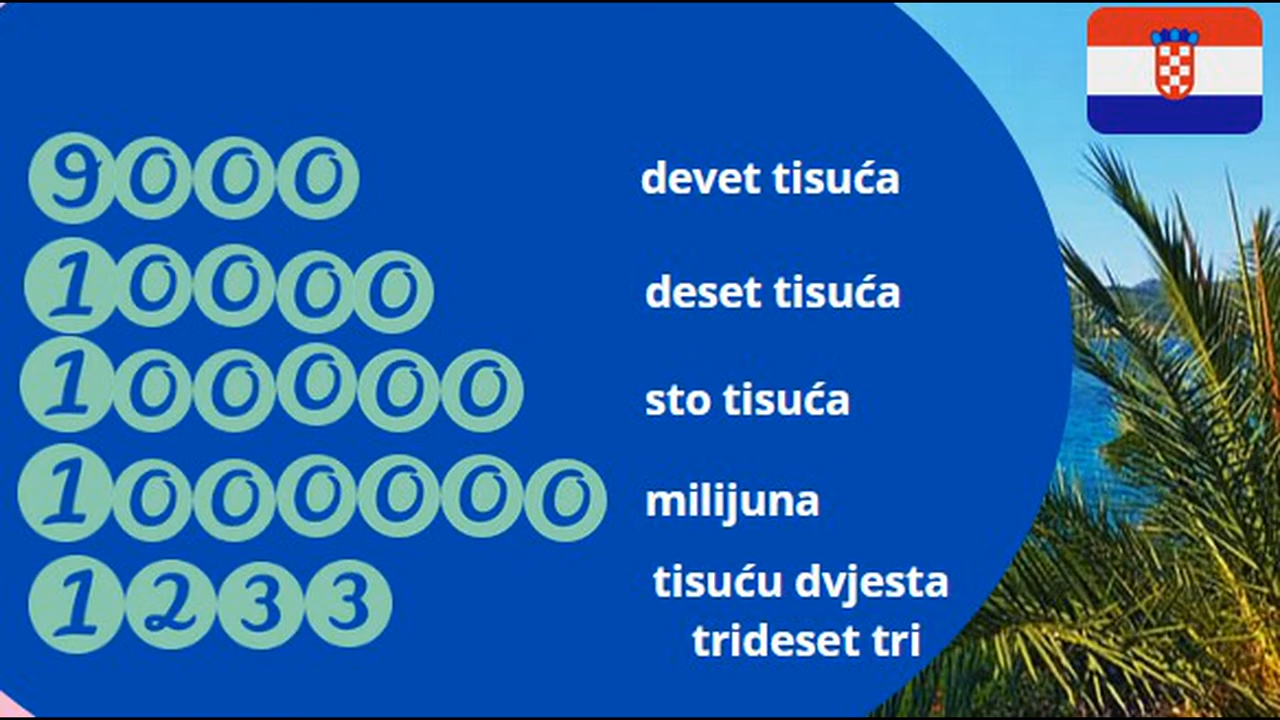 9000 devet tisuća
10000 deset tisuća
100000 sto tisuća
1000000 milijuna
1233 tisuću dvjesta
trideset tri